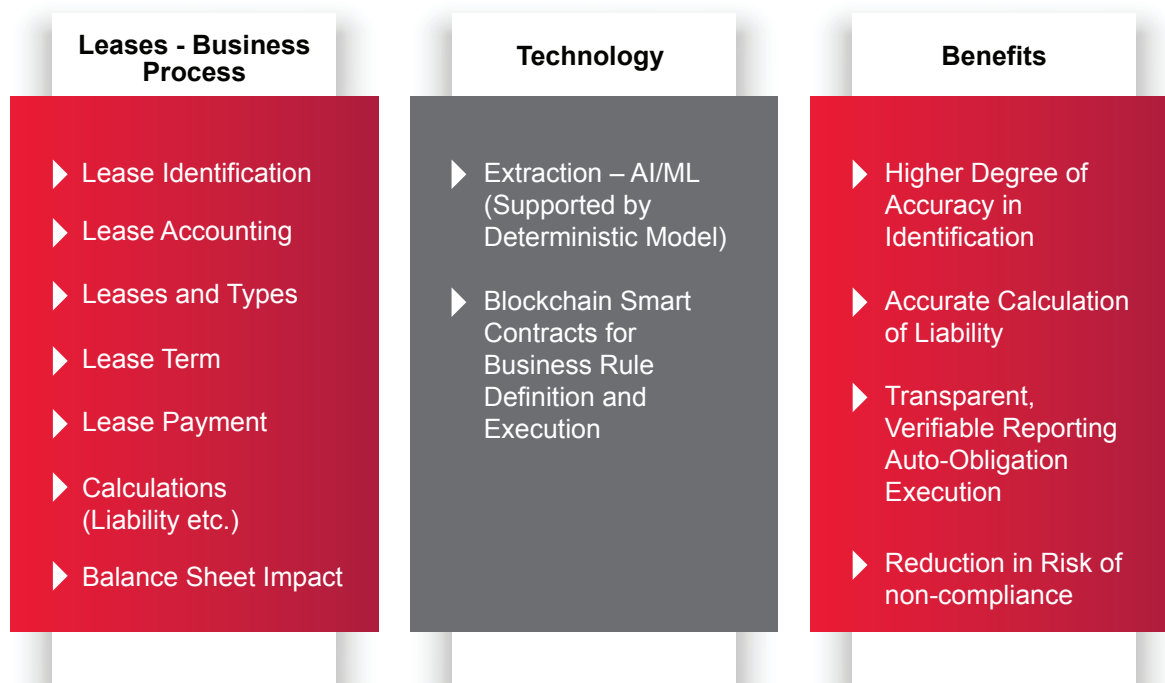 Leases - Business
Process
Lease Identification
Lease Accounting
Leases and Types
Lease Term
Lease Payment
Calculations
(Liability etc.)
Balance Sheet Impact
Technology
Extraction – AI/ML
(Supported by
Deterministic Model)
Blockchain Smart
Contracts for
Business Rule
Definition and
Execution
Benefits
Higher Degree of
Accuracy in
Identification
Accurate Calculation
of Liability
Transparent,
Verifiable Reporting
Auto-Obligation
Execution
Reduction in Risk of
non-compliance